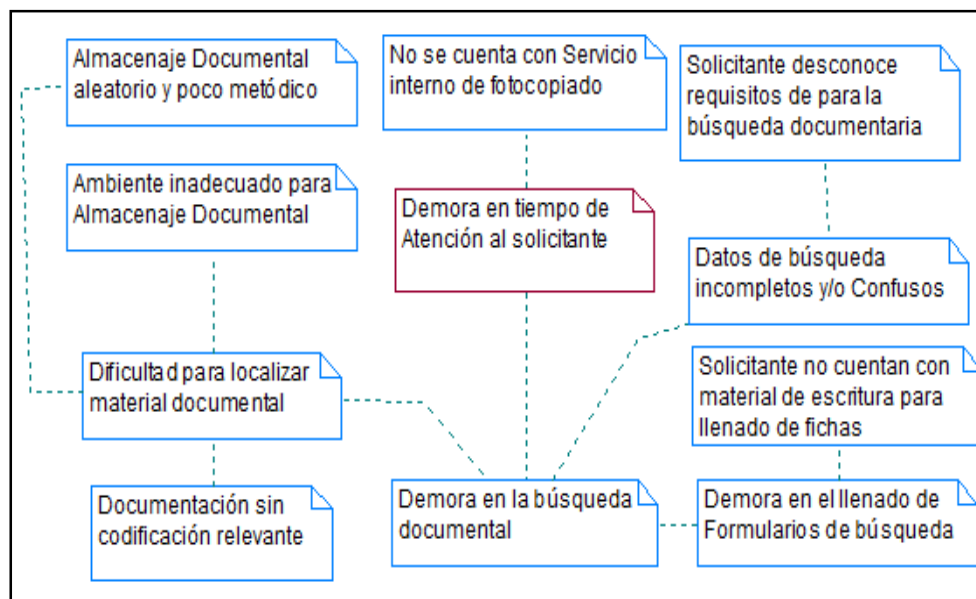 Almacenaje Documental
aleatorio y poco metódico
No se cuenta con Servicio
interno de fotocopiado
Solicitante desconoce
requisitos de para la
búsqueda documentaria
Ambiente inadecuado para
Almacenaje Documental
Demora en tiempo de
Atención al solicitante
Datos de búsqueda
incompletos y/o Confusos
Dificultad para localizar
material documental
Solicitante no cuentan con
material de escritura para
llenado de fichas
Documentación sin
codificación relevante
Demora en la búsqueda
documental
Demora en el llenado de
Formularios de búsqueda